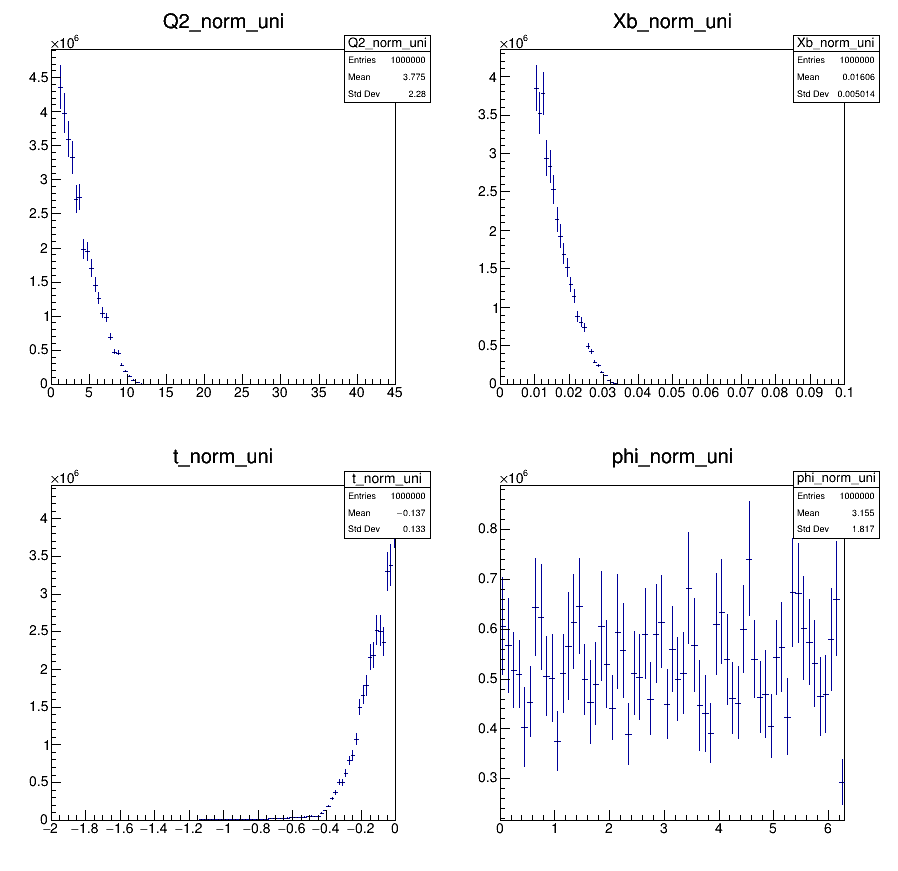 Q2_norm_uni
×10⁶
Q2_norm_uni
Entries 1000000
Mean 3.775
Std Dev 2.28
4.5
4
3.5
3
2.5
2
1.5
1
0.5
0
0 5 10 15 20 25 30 35 40 45
Xb_norm_uni
×10⁶
Xb_norm_uni
Entries 1000000
Mean 0.01606
Std Dev 0.005014
4
3.5
3
2.5
2
1.5
1
0.5
0
0 0.01 0.02 0.03 0.04 0.05 0.06 0.07 0.08 0.09 0.1
t_norm_uni
×10⁶
t_norm_uni
Entries 1000000
Mean −0.137
Std Dev 0.133
4
3.5
3
2.5
2
1.5
1
0.5
0
−2 −1.8 −1.6 −1.4 −1.2 −1 −0.8 −0.6 −0.4 −0.2 0
phi_norm_uni
×10⁶
phi_norm_uni
Entries 1000000
Mean 3.155
Std Dev 1.817
0.8
0.7
0.6
0.5
0.4
0.3
0 1 2 3 4 5 6